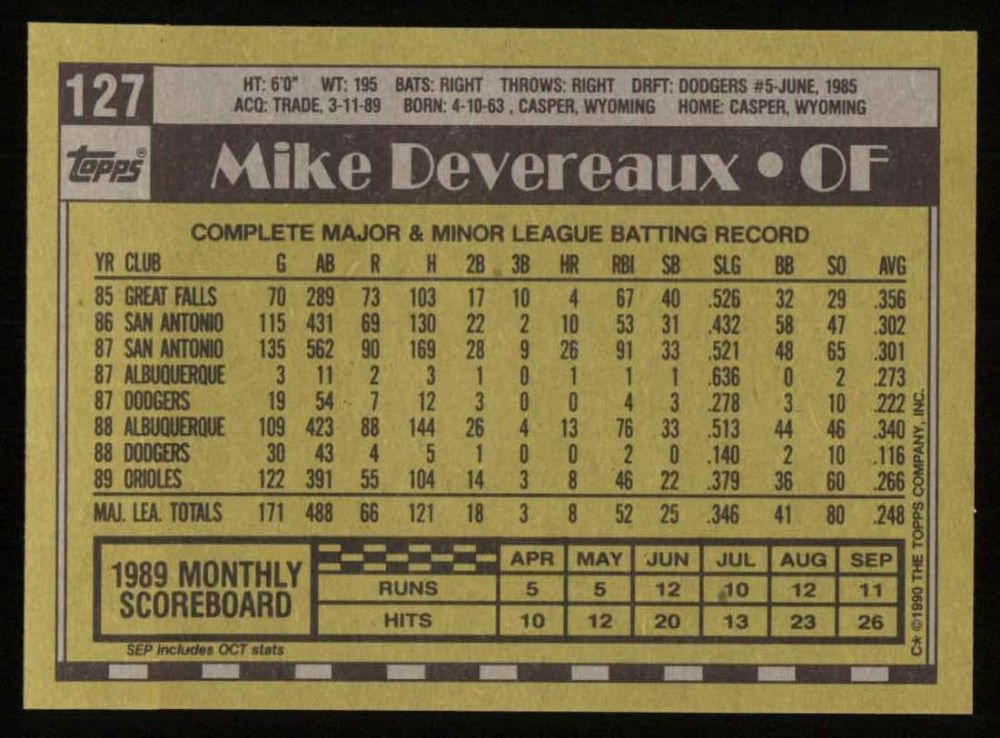 127
HT: 6'0" WT: 195 BATS: RIGHT THROWS: RIGHT DRFT: DODGERS #5-JUNE, 1985
ACQ: TRADE, 3-11-89 BORN: 4-10-63 , CASPER, WYOMING HOME: CASPER, WYOMING
topps®
Mike Devereaux • OF
COMPLETE MAJOR & MINOR LEAGUE BATTING RECORD
YR CLUB G AB R H 2B 3B HR RBI SB SLG BB SO AVG
85 GREAT FALLS 70 289 73 103 17 10 4 67 40 .526 32 29 .356
86 SAN ANTONIO 115 431 69 130 22 2 10 53 31 .432 58 47 .302
87 SAN ANTONIO 135 562 90 169 28 9 26 91 33 .521 48 65 .301
87 ALBUQUERQUE 3 11 2 3 1 0 1 1 1 .636 0 2 .273
87 DODGERS 19 54 7 12 3 0 0 4 3 .278 3 10 .222
88 ALBUQUERQUE 109 423 88 144 26 4 13 76 33 .513 44 46 .340
88 DODGERS 30 43 4 5 1 0 0 2 0 .140 2 10 .116
89 ORIOLES 122 391 55 104 14 3 8 46 22 .379 36 60 .266
MAJ. LEA. TOTALS 171 488 66 121 18 3 8 52 25 .346 41 80 .248
1989 MONTHLY
SCOREBOARD
APR MAY JUN JUL AUG SEP
RUNS 5 5 12 10 12 11
HITS 10 12 20 13 23 26
SEP includes OCT stats
C* ©1990 THE TOPPS COMPANY, INC.